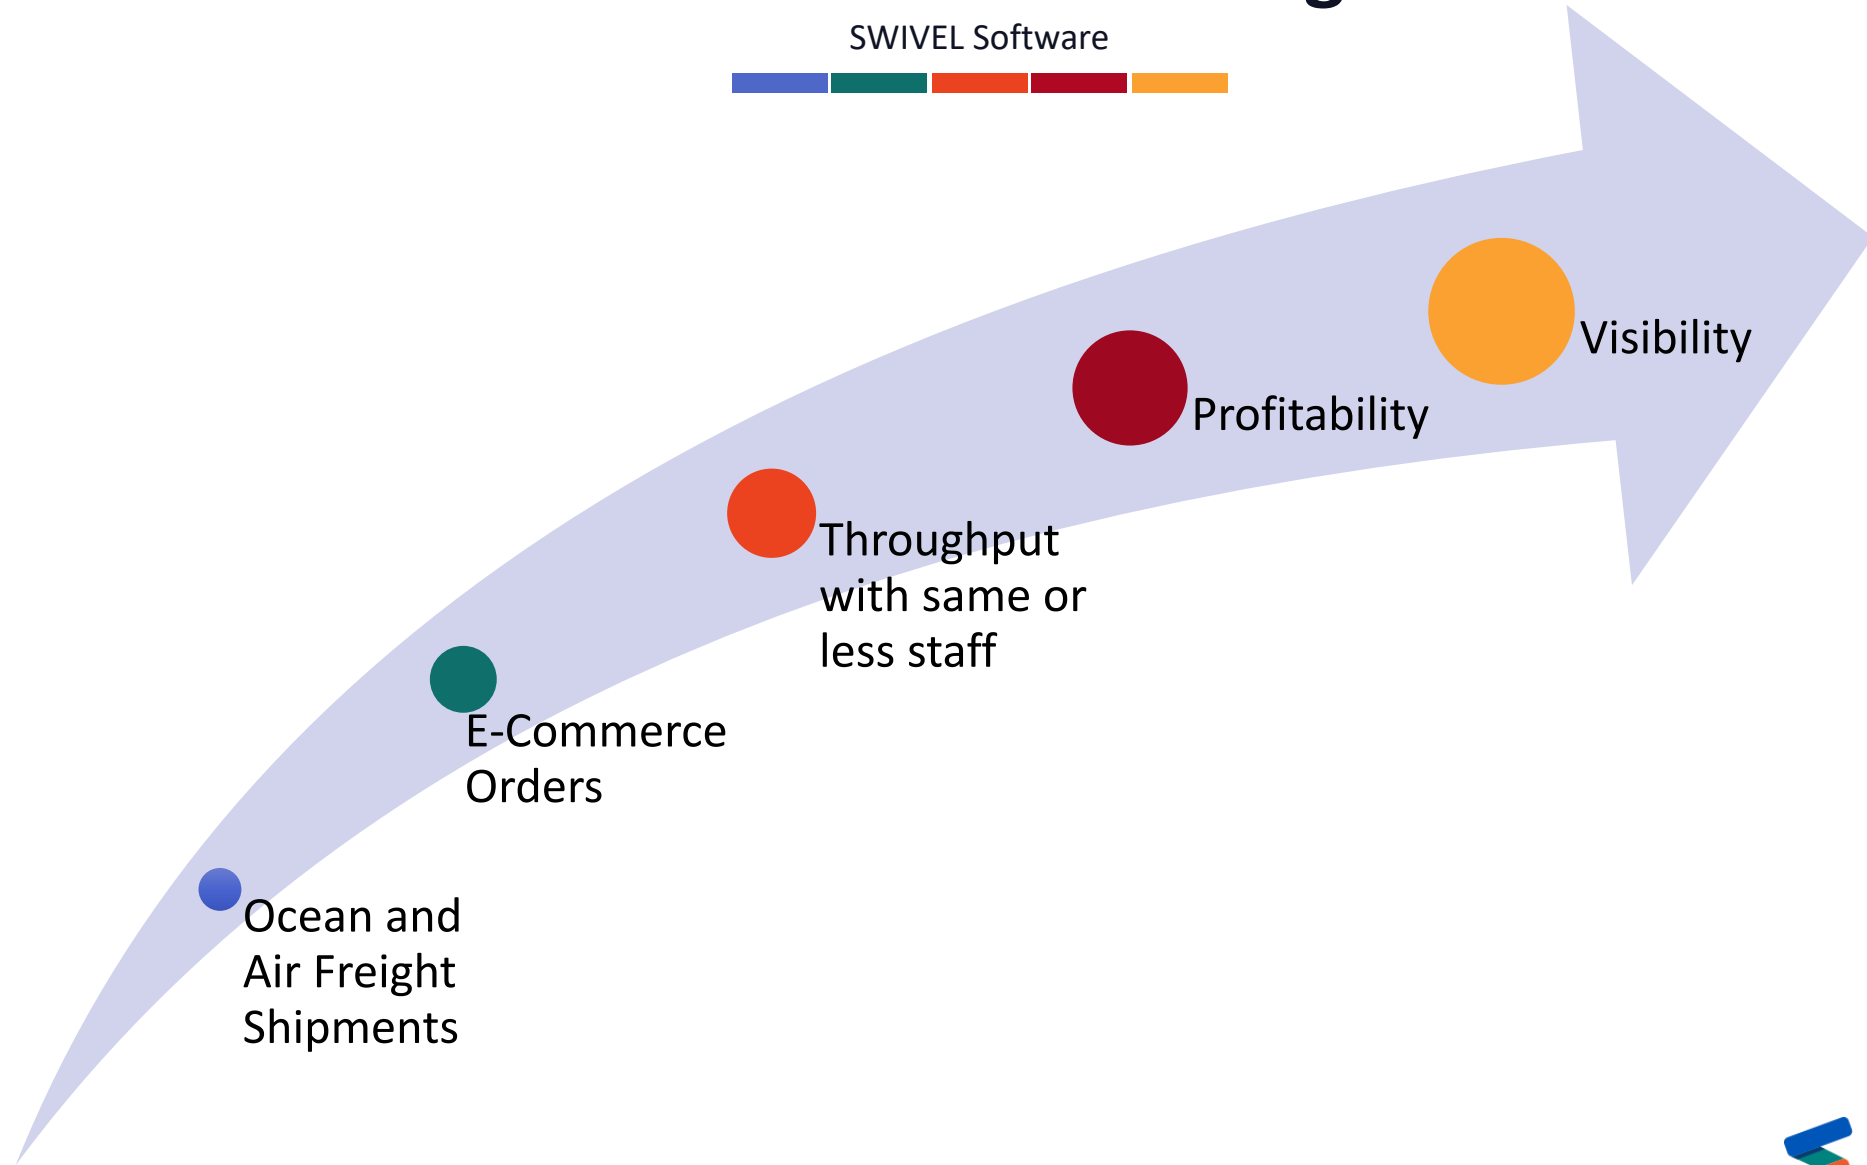 SWIVEL Software
Visibility
Profitability
Throughput
with same or
less staff
E-Commerce
Orders
Ocean and
Air Freight
Shipments